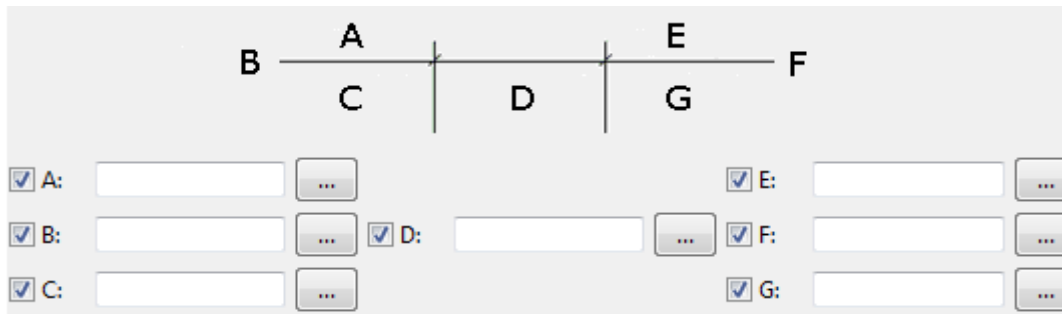 A E
B F
C D G
A: ... E: ...
B: ... D: ... F: ...
C: ... G: ...